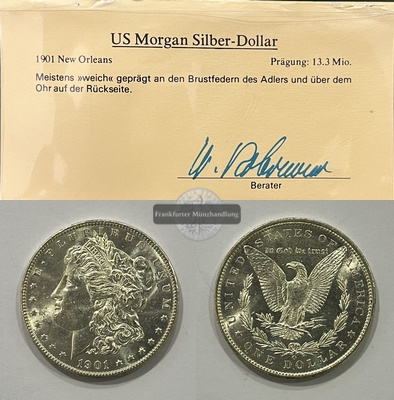 US Morgan Silber-Dollar
1901 New Orleans Prägung: 13.3 Mio.
Meistens »weich« geprägt an den Brustfedern des Adlers und über dem
Ohr auf der Rückseite.
Berater
Frankfurter Münzhandlung
E PLURIBUS UNUM
1901
UNITED STATES OF AMERICA
In God we trust
ONE DOLLAR
O